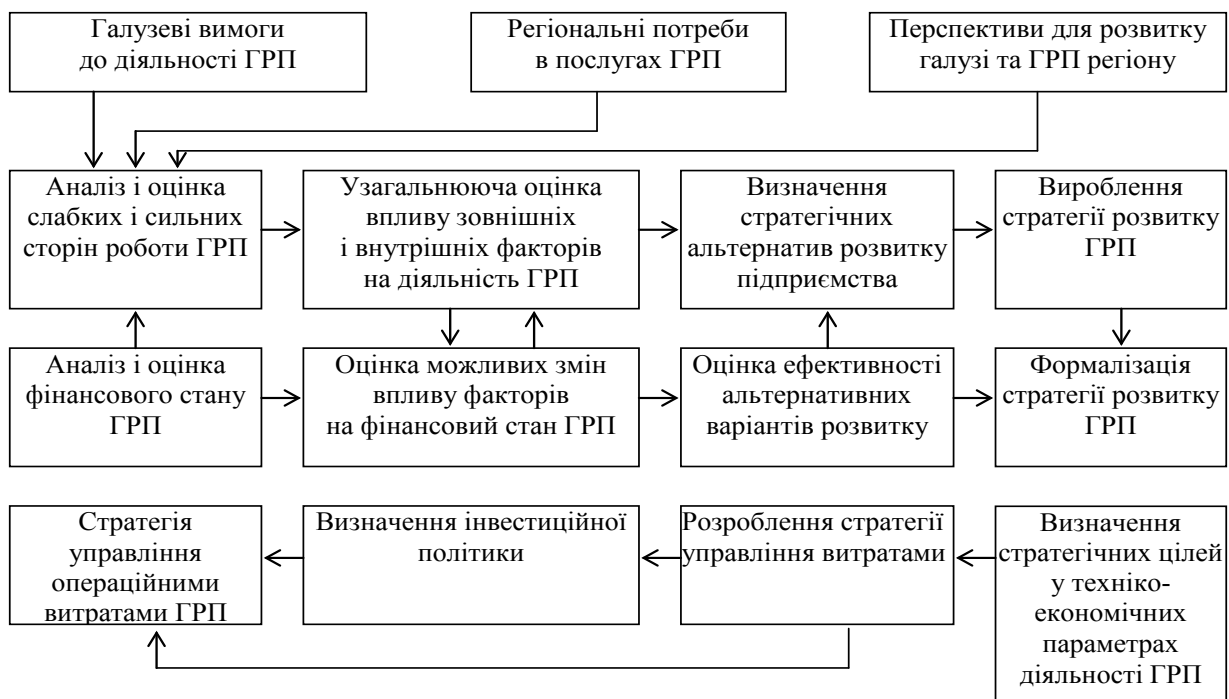 Галузеві вимоги
до діяльності ГРП
Регіональні потреби
в послугах ГРП
Перспективи для розвитку
галузі та ГРП регіону
Аналіз і оцінка
слабких і сильних
сторін роботи ГРП
Узагальнююча оцінка
впливу зовнішніх
і внутрішніх факторів
на діяльність ГРП
Визначення
стратегічних
альтернатив розвитку
підприємства
Вироблення
стратегії розвитку
ГРП
Аналіз і оцінка
фінансового стану
ГРП
Оцінка можливих змін
впливу факторів
на фінансовий стан ГРП
Оцінка ефективності
альтернативних
варіантів розвитку
Формалізація
стратегії розвитку
ГРП
Стратегія
управління
операційними
витратами ГРП
Визначення інвестиційної
політики
Розроблення стратегії
управління витратами
Визначення
стратегічних цілей
у техніко-
економічних
параметрах
діяльності ГРП